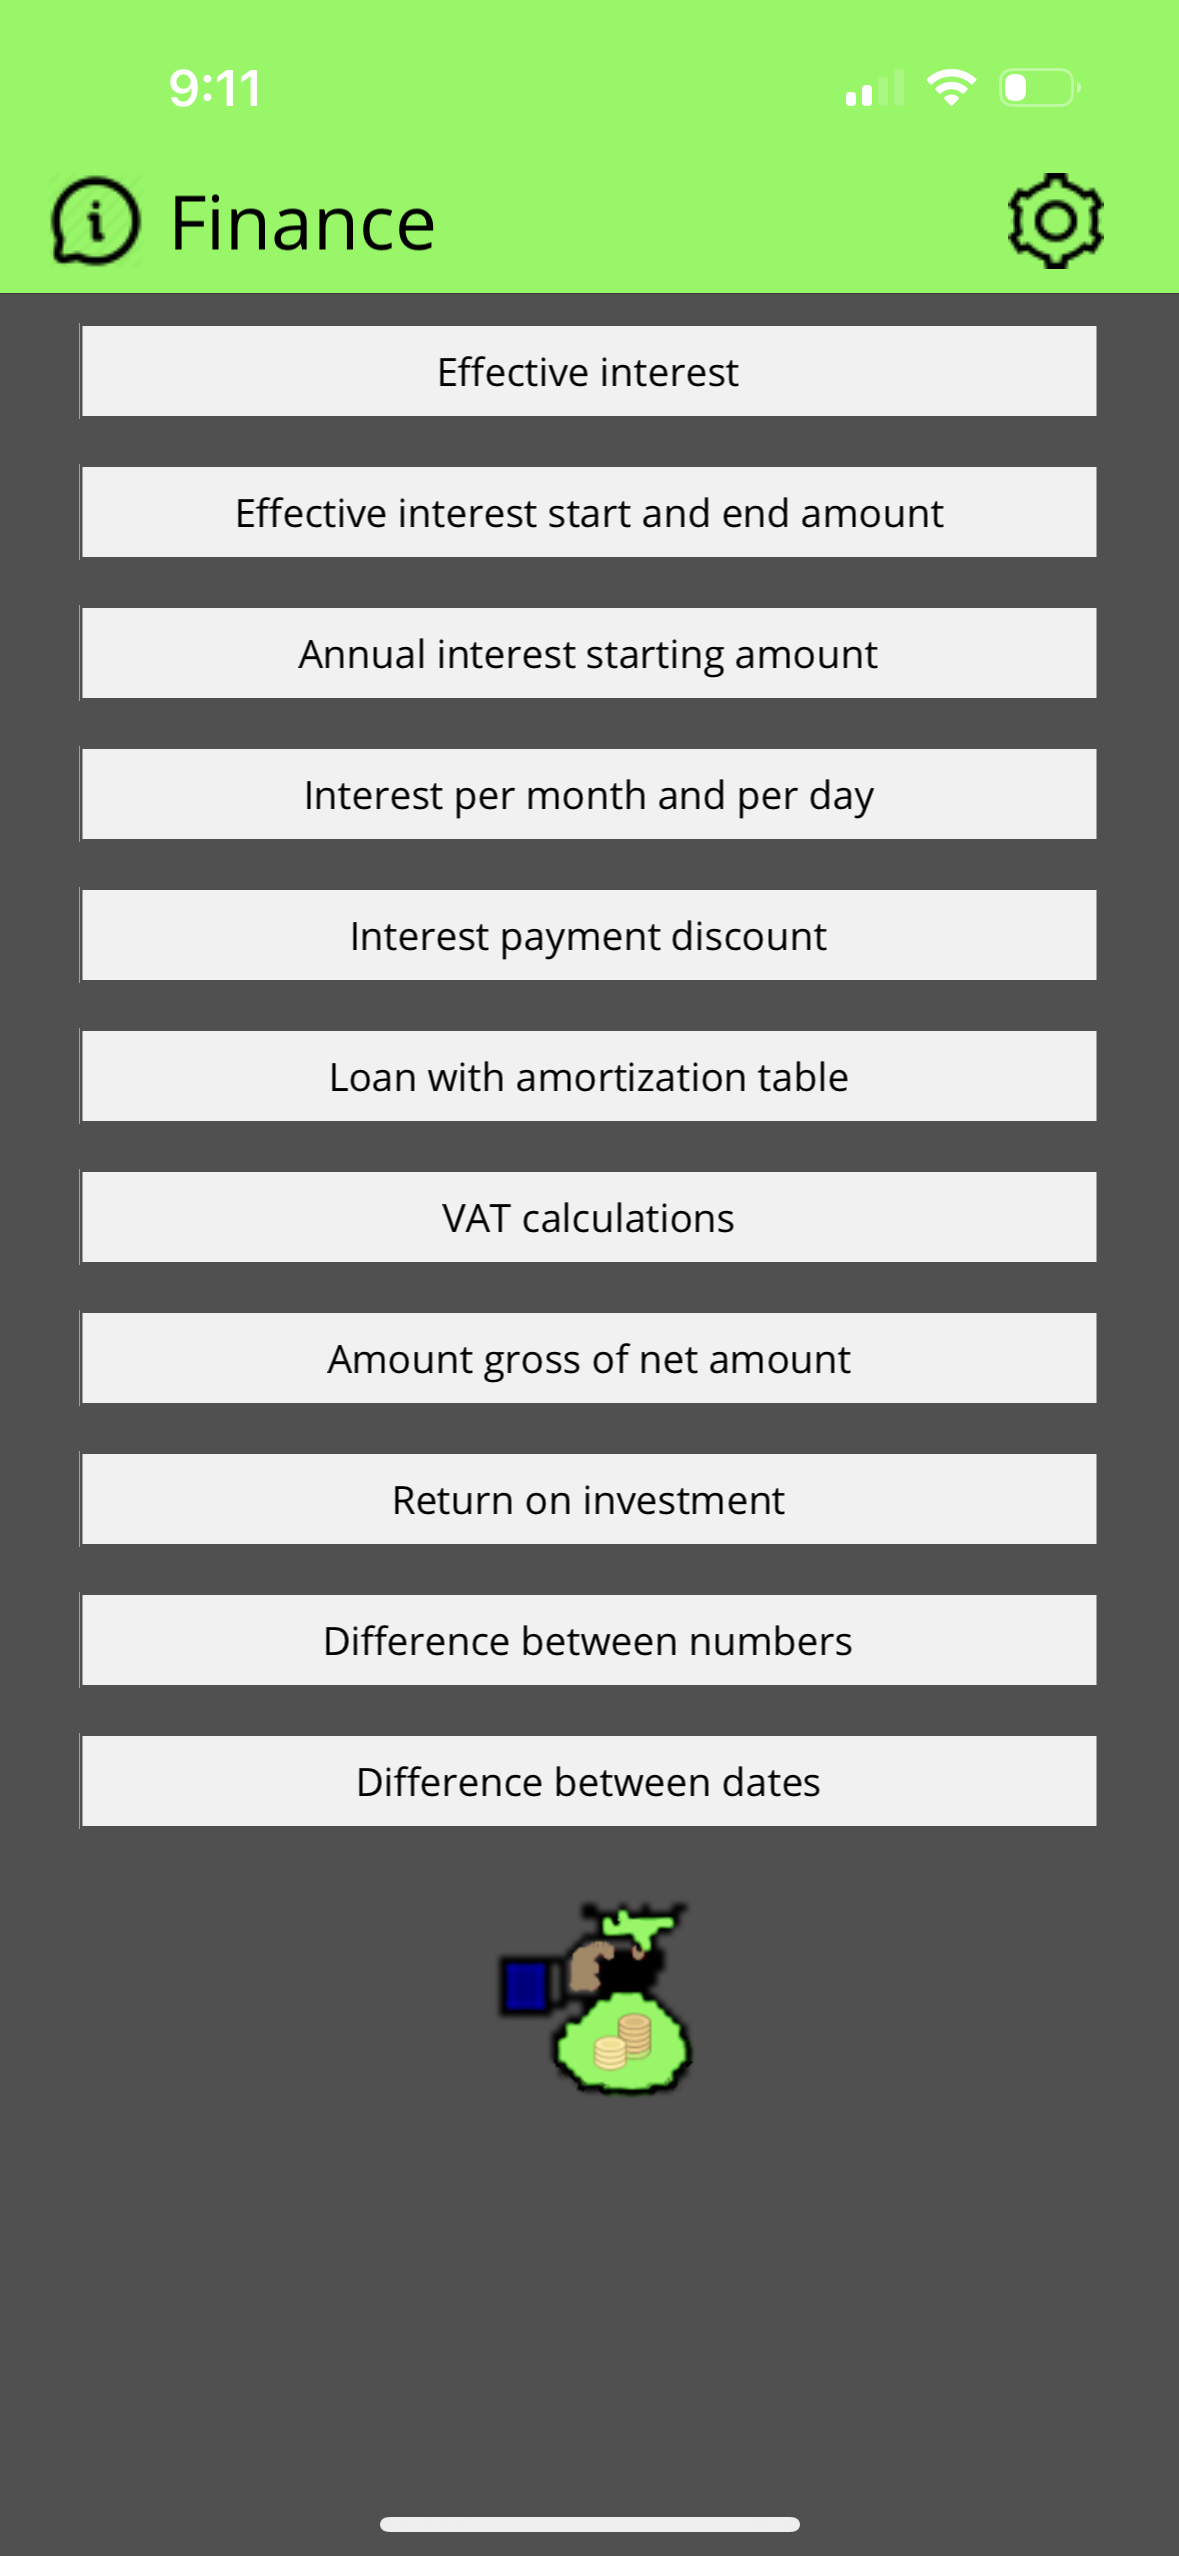 9:11
Finance
Effective interest
Effective interest start and end amount
Annual interest starting amount
Interest per month and per day
Interest payment discount
Loan with amortization table
VAT calculations
Amount gross of net amount
Return on investment
Difference between numbers
Difference between dates